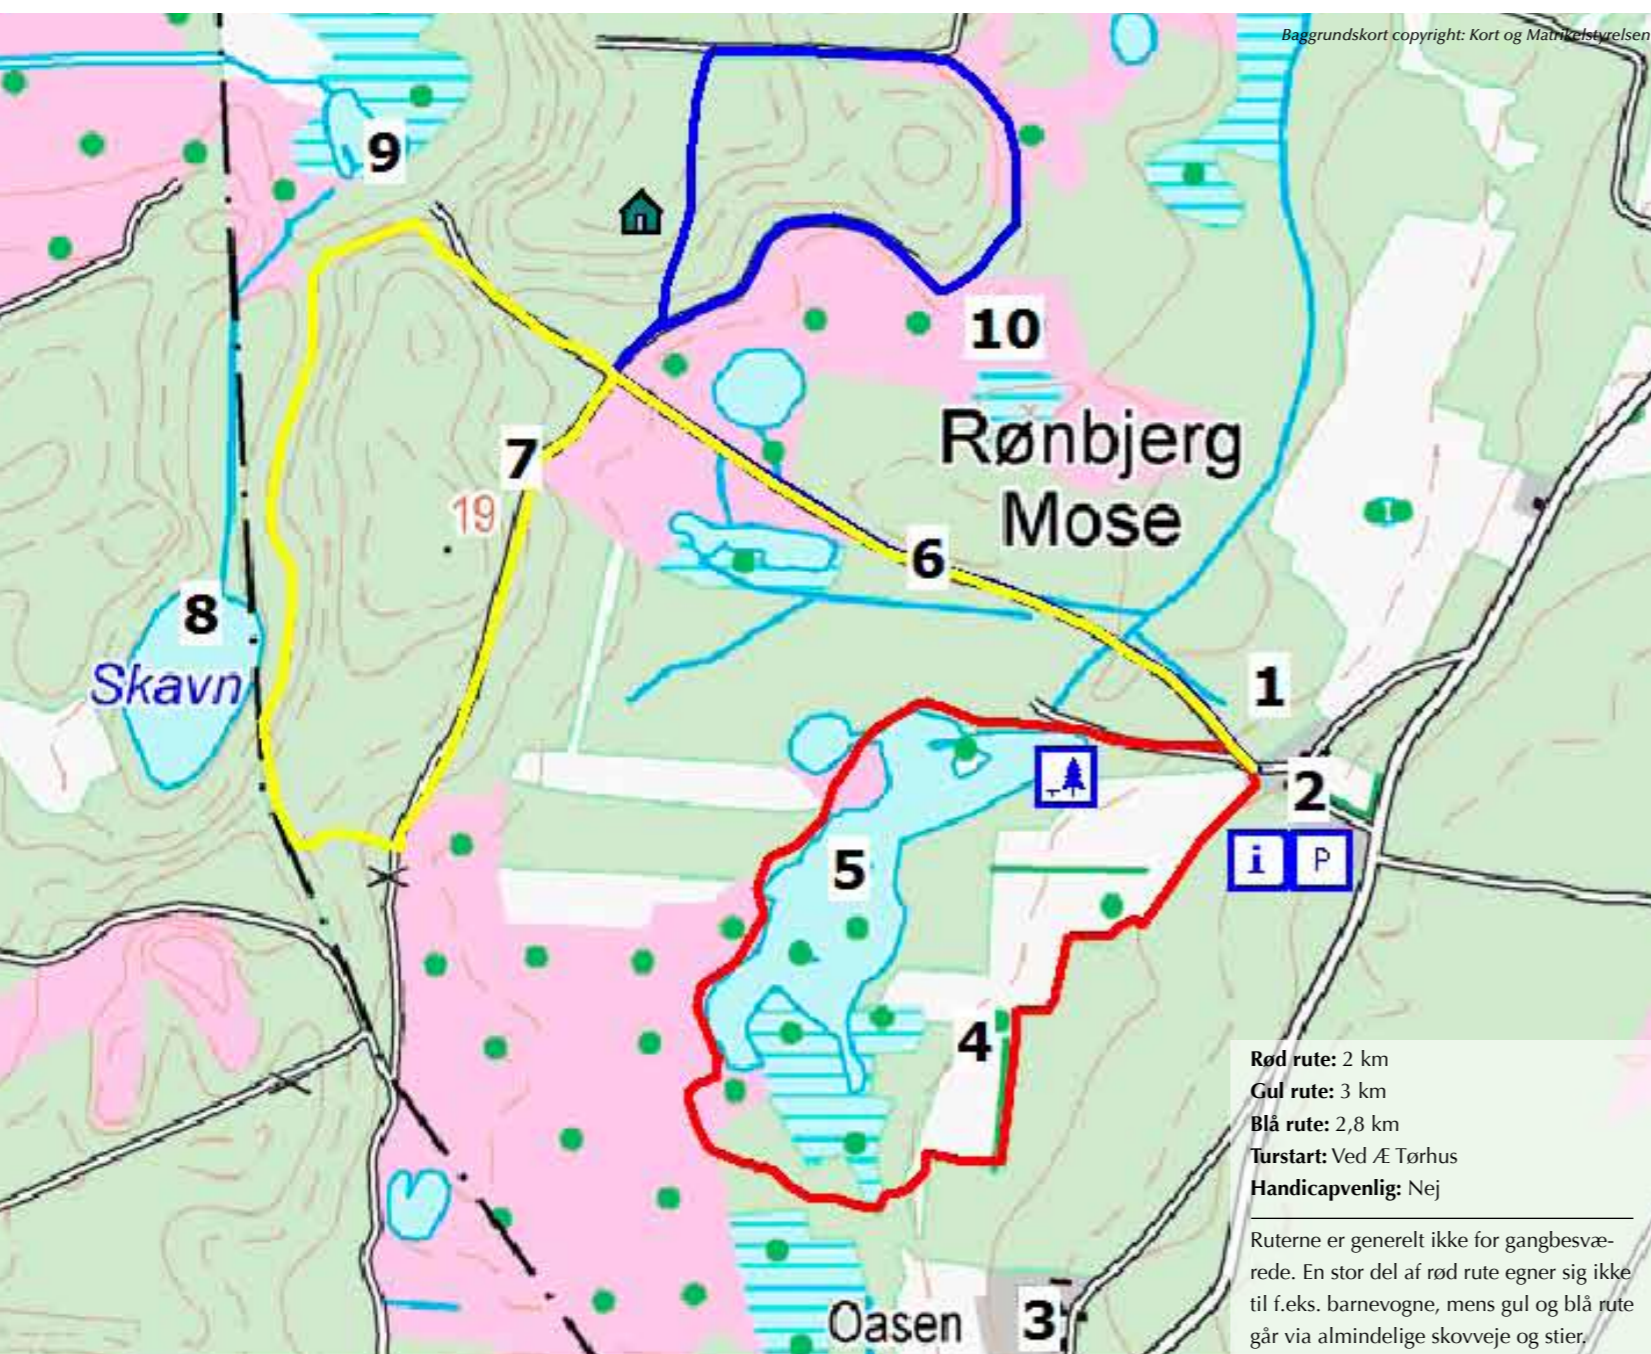 Baggrundskort copyright: Kort og Matrikelstyrelsen
9
10
Rønbjerg
Mose
7
19
6
8
Skavn
1
2
i P
5
4
Rød rute: 2 km
Gul rute: 3 km
Blå rute: 2,8 km
Turstart: Ved Æ Tørhus
Handicapvenlig: Nej
Ruterne er generelt ikke for gangbesvæ-
rede. En stor del af rød rute egner sig ikke
til f.eks. barnevogne, mens gul og blå rute
går via almindelige skovveje og stier.
Oasen
3